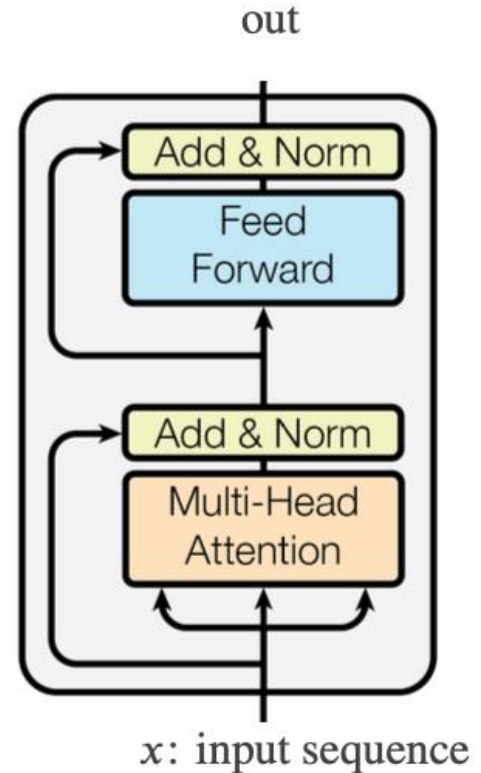 out
Add & Norm
Feed
Forward
Add & Norm
Multi-Head
Attention
x: input sequence